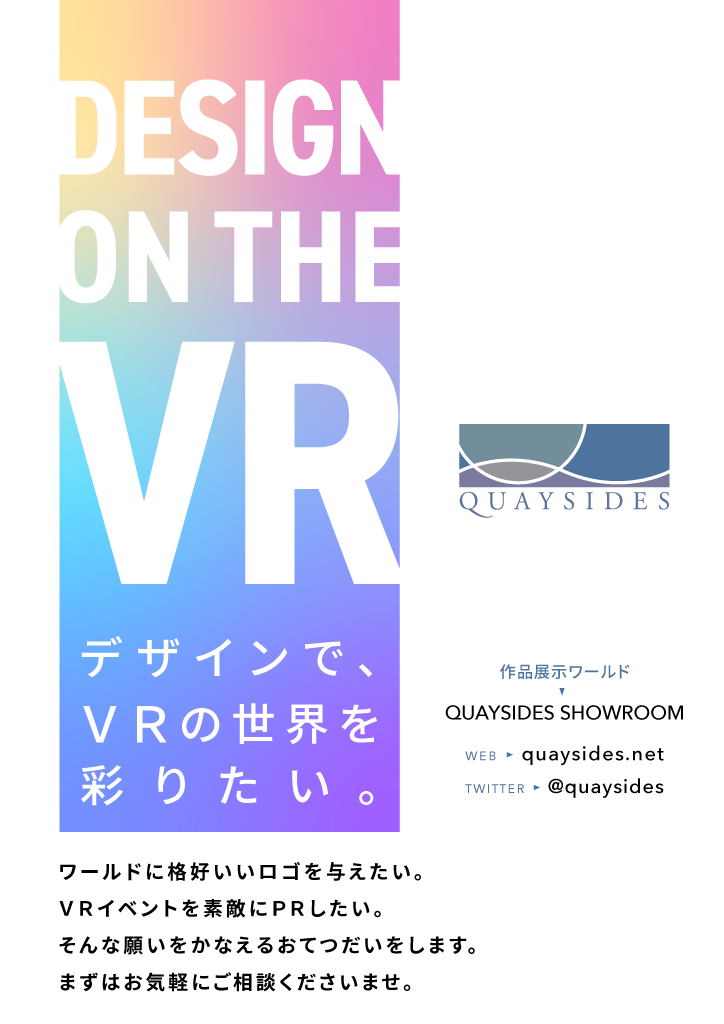 DESIGN
ON THE
VR
デザインで、
VRの世界を
彩りたい。
QUAYSIDES
作品展示ワールド
▼
QUAYSIDES SHOWROOM
WEB ▶ quaysides.net
TWITTER ▶ @quaysides
ワールドに格好いいロゴを与えたい。
VRイベントを素敵にPRしたい。
そんな願いをかなえるおてつだいをします。
まずはお気軽にご相談くださいませ。